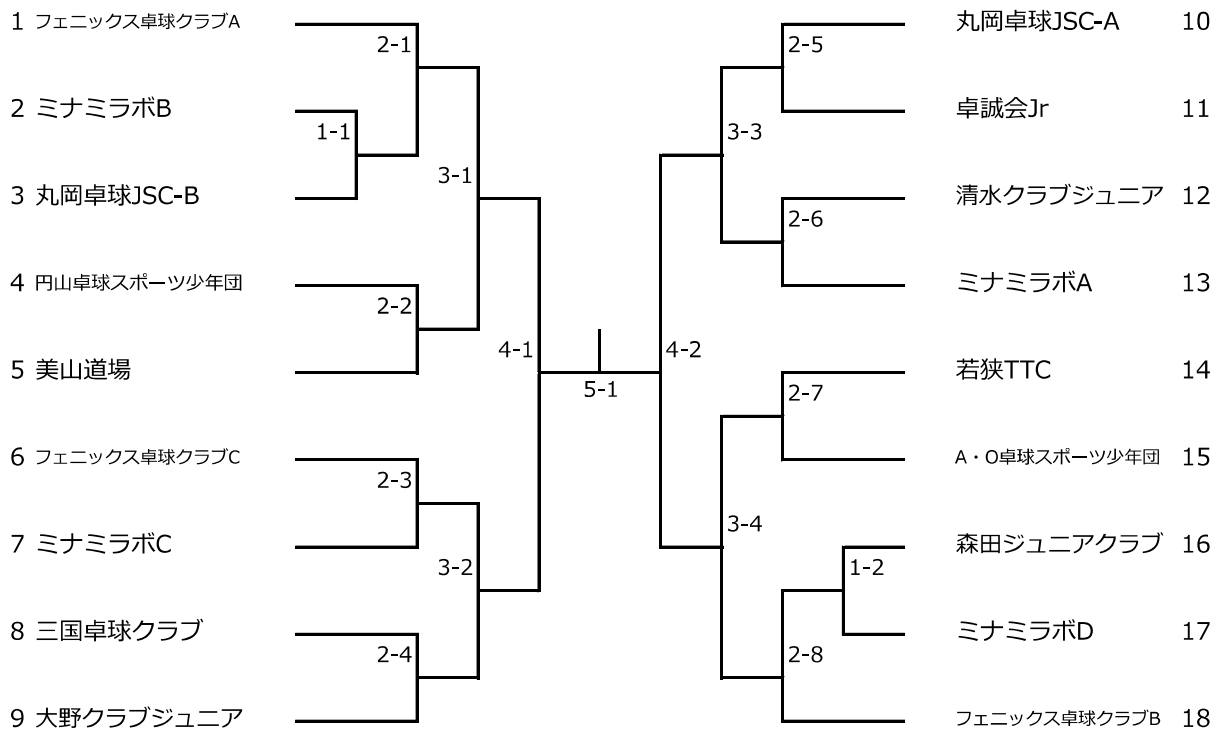 1 フェニックス卓球クラブA
2-1
2 ミナミラボB
1-1
3-1
3 丸岡卓球JSC-B
4 円山卓球スポーツ少年団
2-2
4-1
5 美山道場
6 フェニックス卓球クラブC
2-3
7 ミナミラボC
3-2
8 三国卓球クラブ
2-4
9 大野クラブジュニア
5-1
丸岡卓球JSC-A 10
2-5
卓誠会Jr 11
3-3
清水クラブジュニア 12
2-6
ミナミラボA 13
4-2
若狭TTC 14
2-7
A・O卓球スポーツ少年団 15
3-4
森田ジュニアクラブ 16
1-2
ミナミラボD 17
2-8
フェニックス卓球クラブB 18